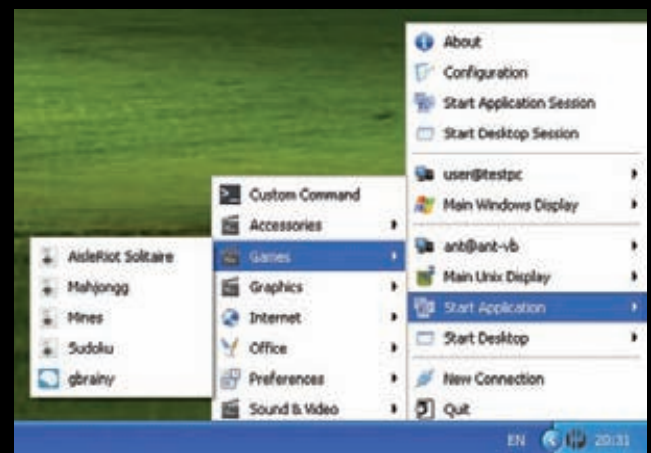 About
Configuration
Start Application Session
Start Desktop Session
user@testpc
Main Windows Display
ant@ant-vb
Main Unix Display
Start Application
Start Desktop
New Connection
Quit
Custom Command
Accessories
Games
Graphics
Internet
Office
Preferences
Sound & Video
AisleRiot Solitaire
Mahjongg
Mines
Sudoku
gbrainy
EN 20:31